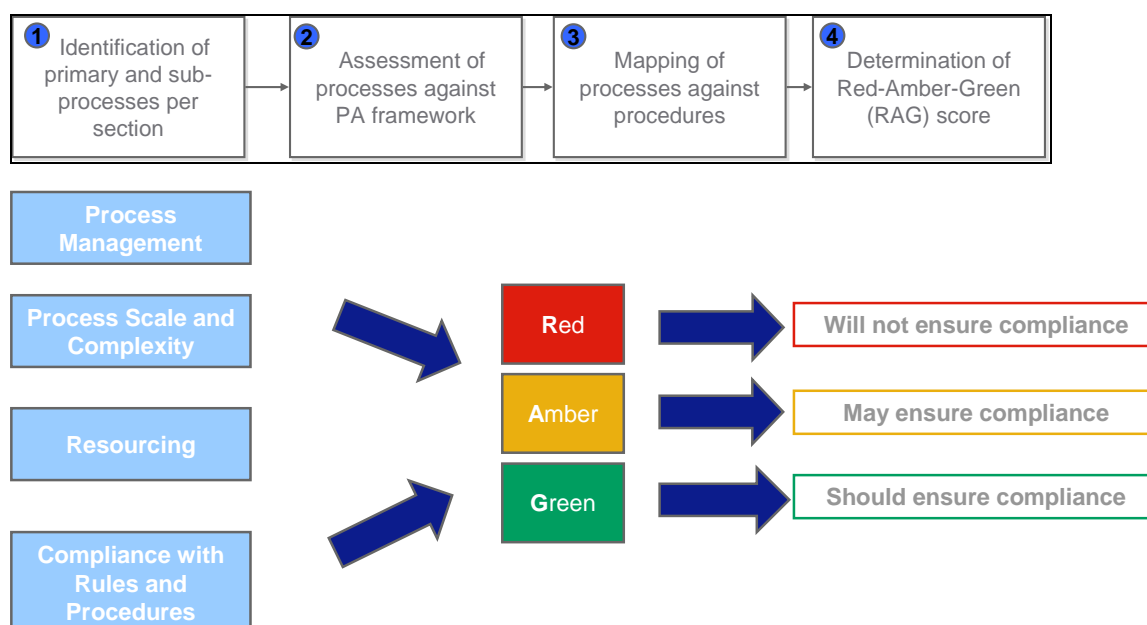 1
Identification of
primary and sub-
processes per
section
2
Assessment of
processes against
PA framework
3
Mapping of
processes against
procedures
4
Determination of
Red-Amber-Green
(RAG) score
Process
Management
Process Scale and
Complexity
Resourcing
Compliance with
Rules and
Procedures
Red
Amber
Green
Will not ensure compliance
May ensure compliance
Should ensure compliance